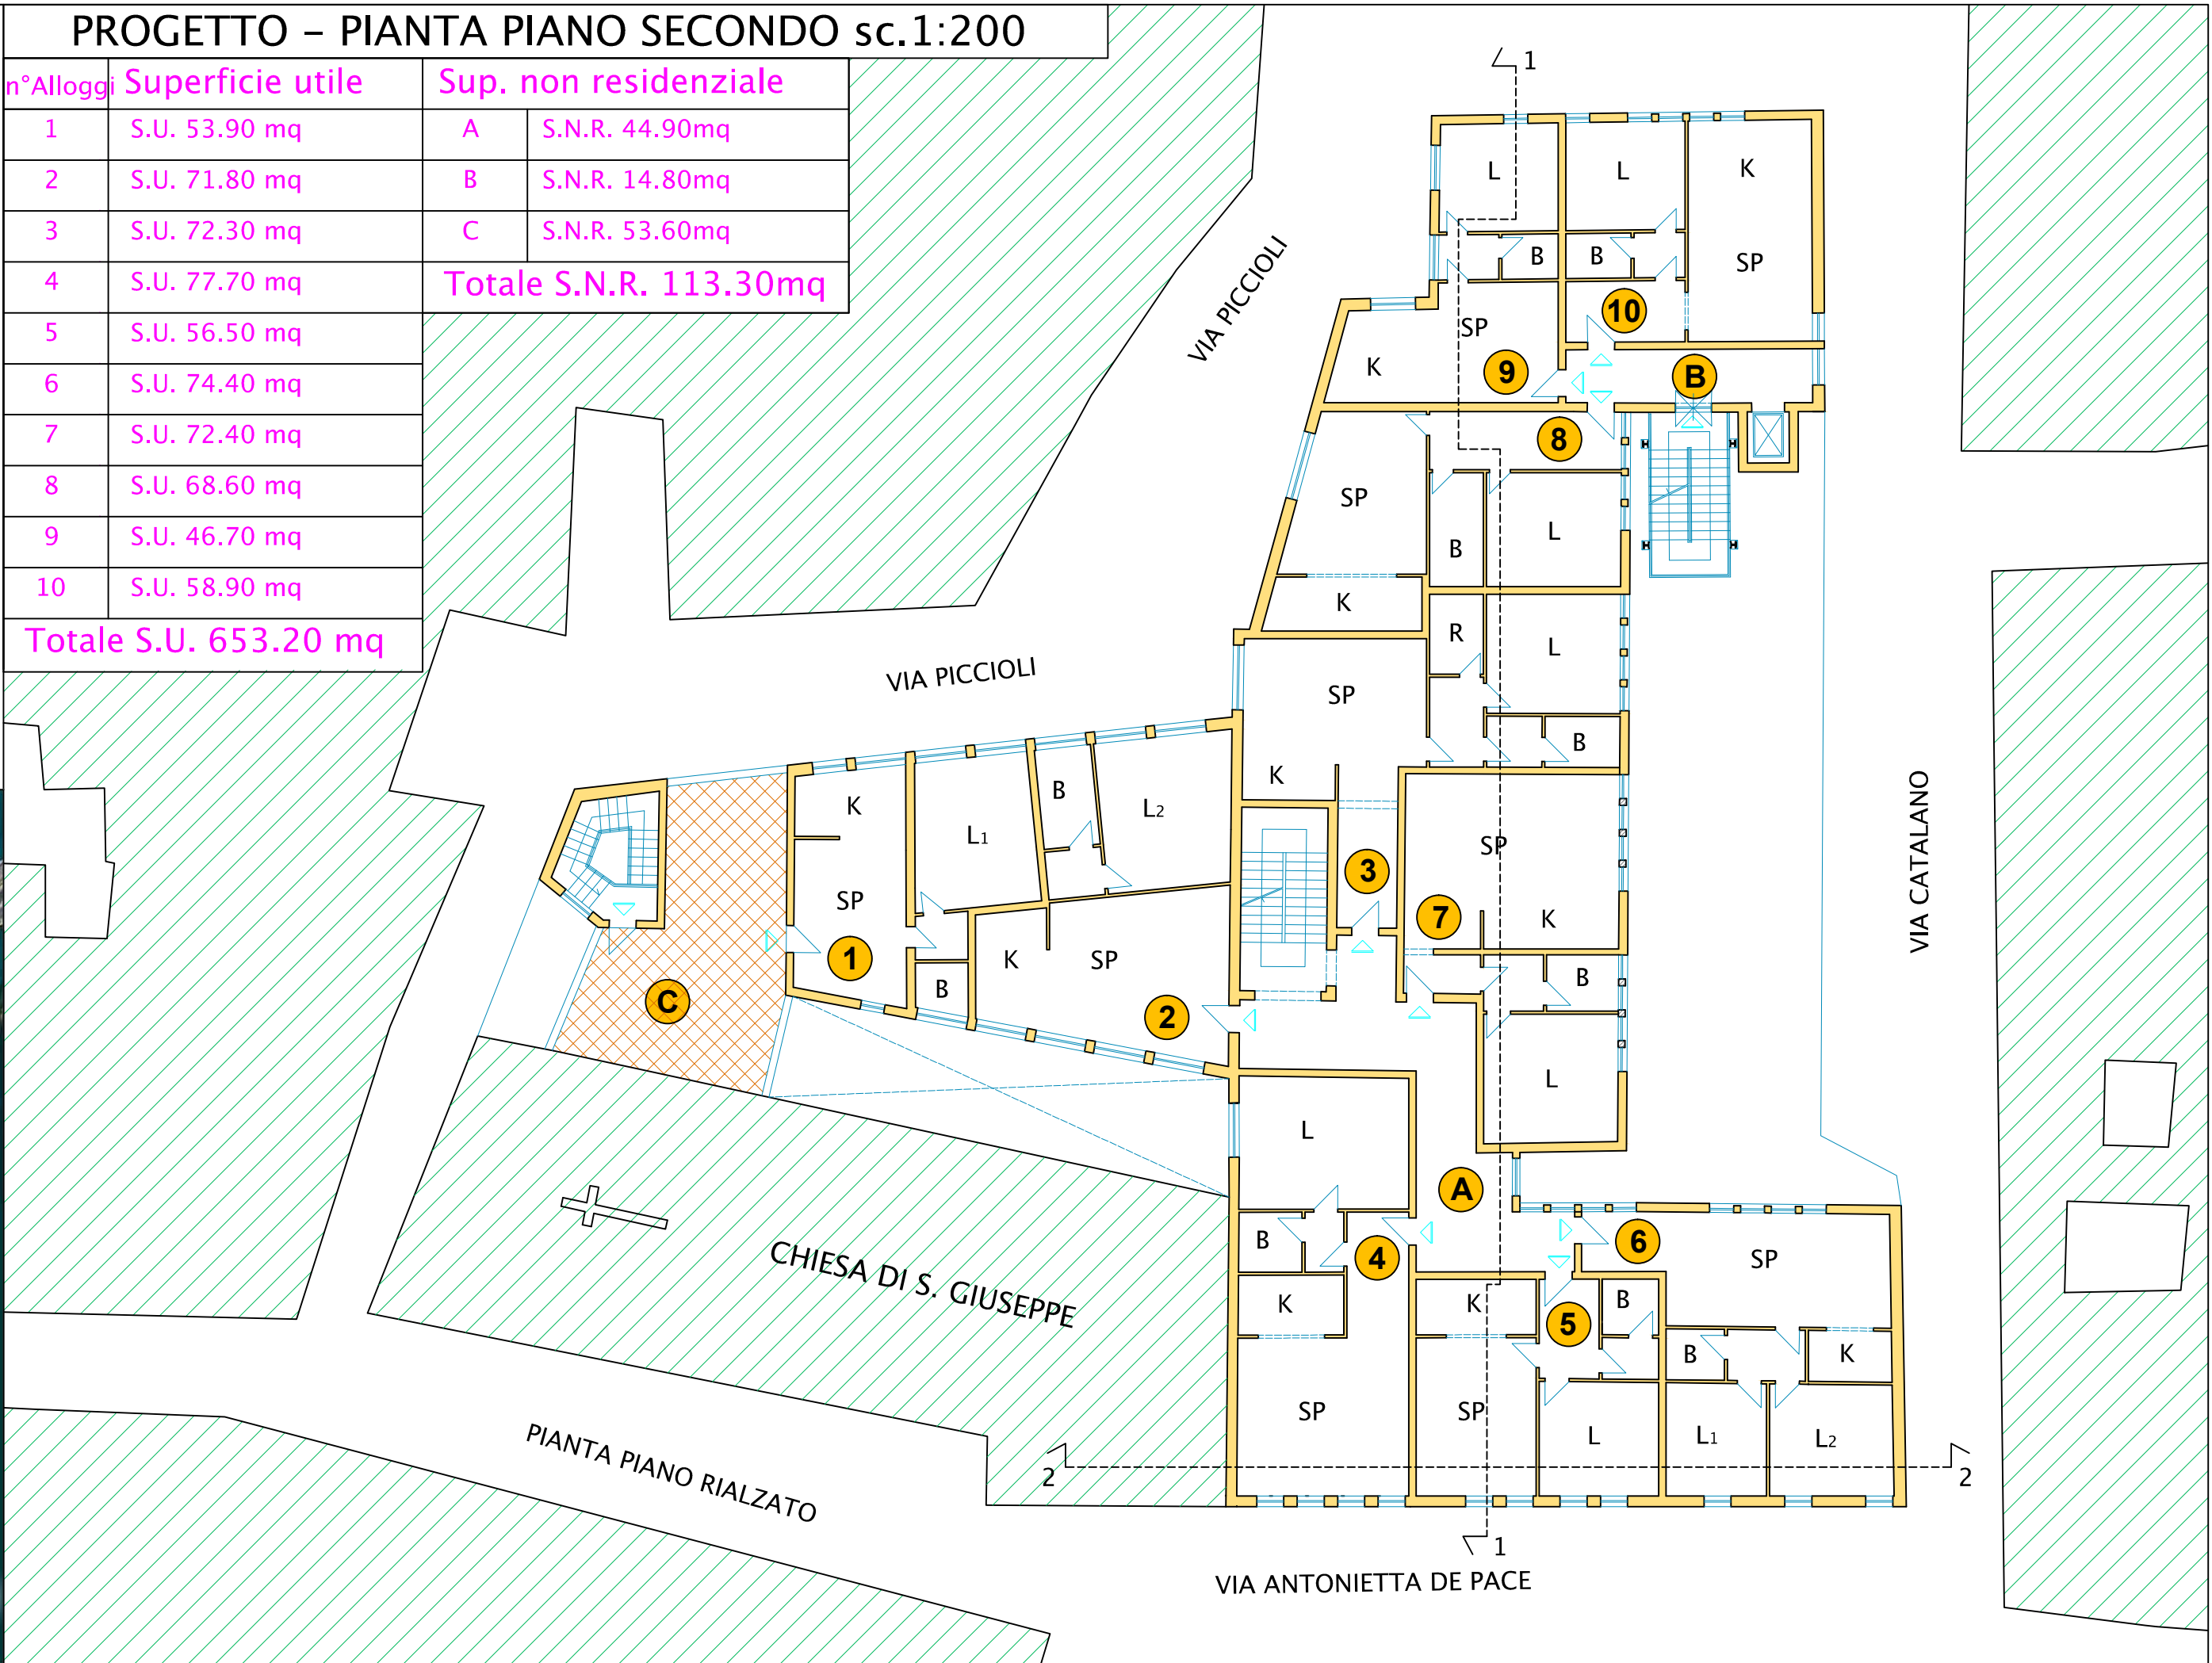 PROGETTO – PIANTA PIANO SECONDO sc.1:200
n°Alloggi Superficie utile Sup. non residenziale
1 S.U. 53.90 mq A S.N.R. 44.90mq
2 S.U. 71.80 mq B S.N.R. 14.80mq
3 S.U. 72.30 mq C S.N.R. 53.60mq
4 S.U. 77.70 mq Totale S.N.R. 113.30mq
5 S.U. 56.50 mq
6 S.U. 74.40 mq
7 S.U. 72.40 mq
8 S.U. 68.60 mq
9 S.U. 46.70 mq
10 S.U. 58.90 mq
Totale S.U. 653.20 mq
1
L L K
B B SP
VIA PICCIOLI
10
SP
K 9 B
8
SP
B L
K
R L
VIA PICCIOLI
SP
B
K
K B L2
L1
SP
3
SP
7 K
1
K SP
B
B
C
2
L
VIA CATALANO
L
A
B 4 6 SP
CHIESA DI S. GIUSEPPE
K K 5 B
B K
SP SP L L1 L2
2 2
PIANTA PIANO RIALZATO
1
VIA ANTONIETTA DE PACE